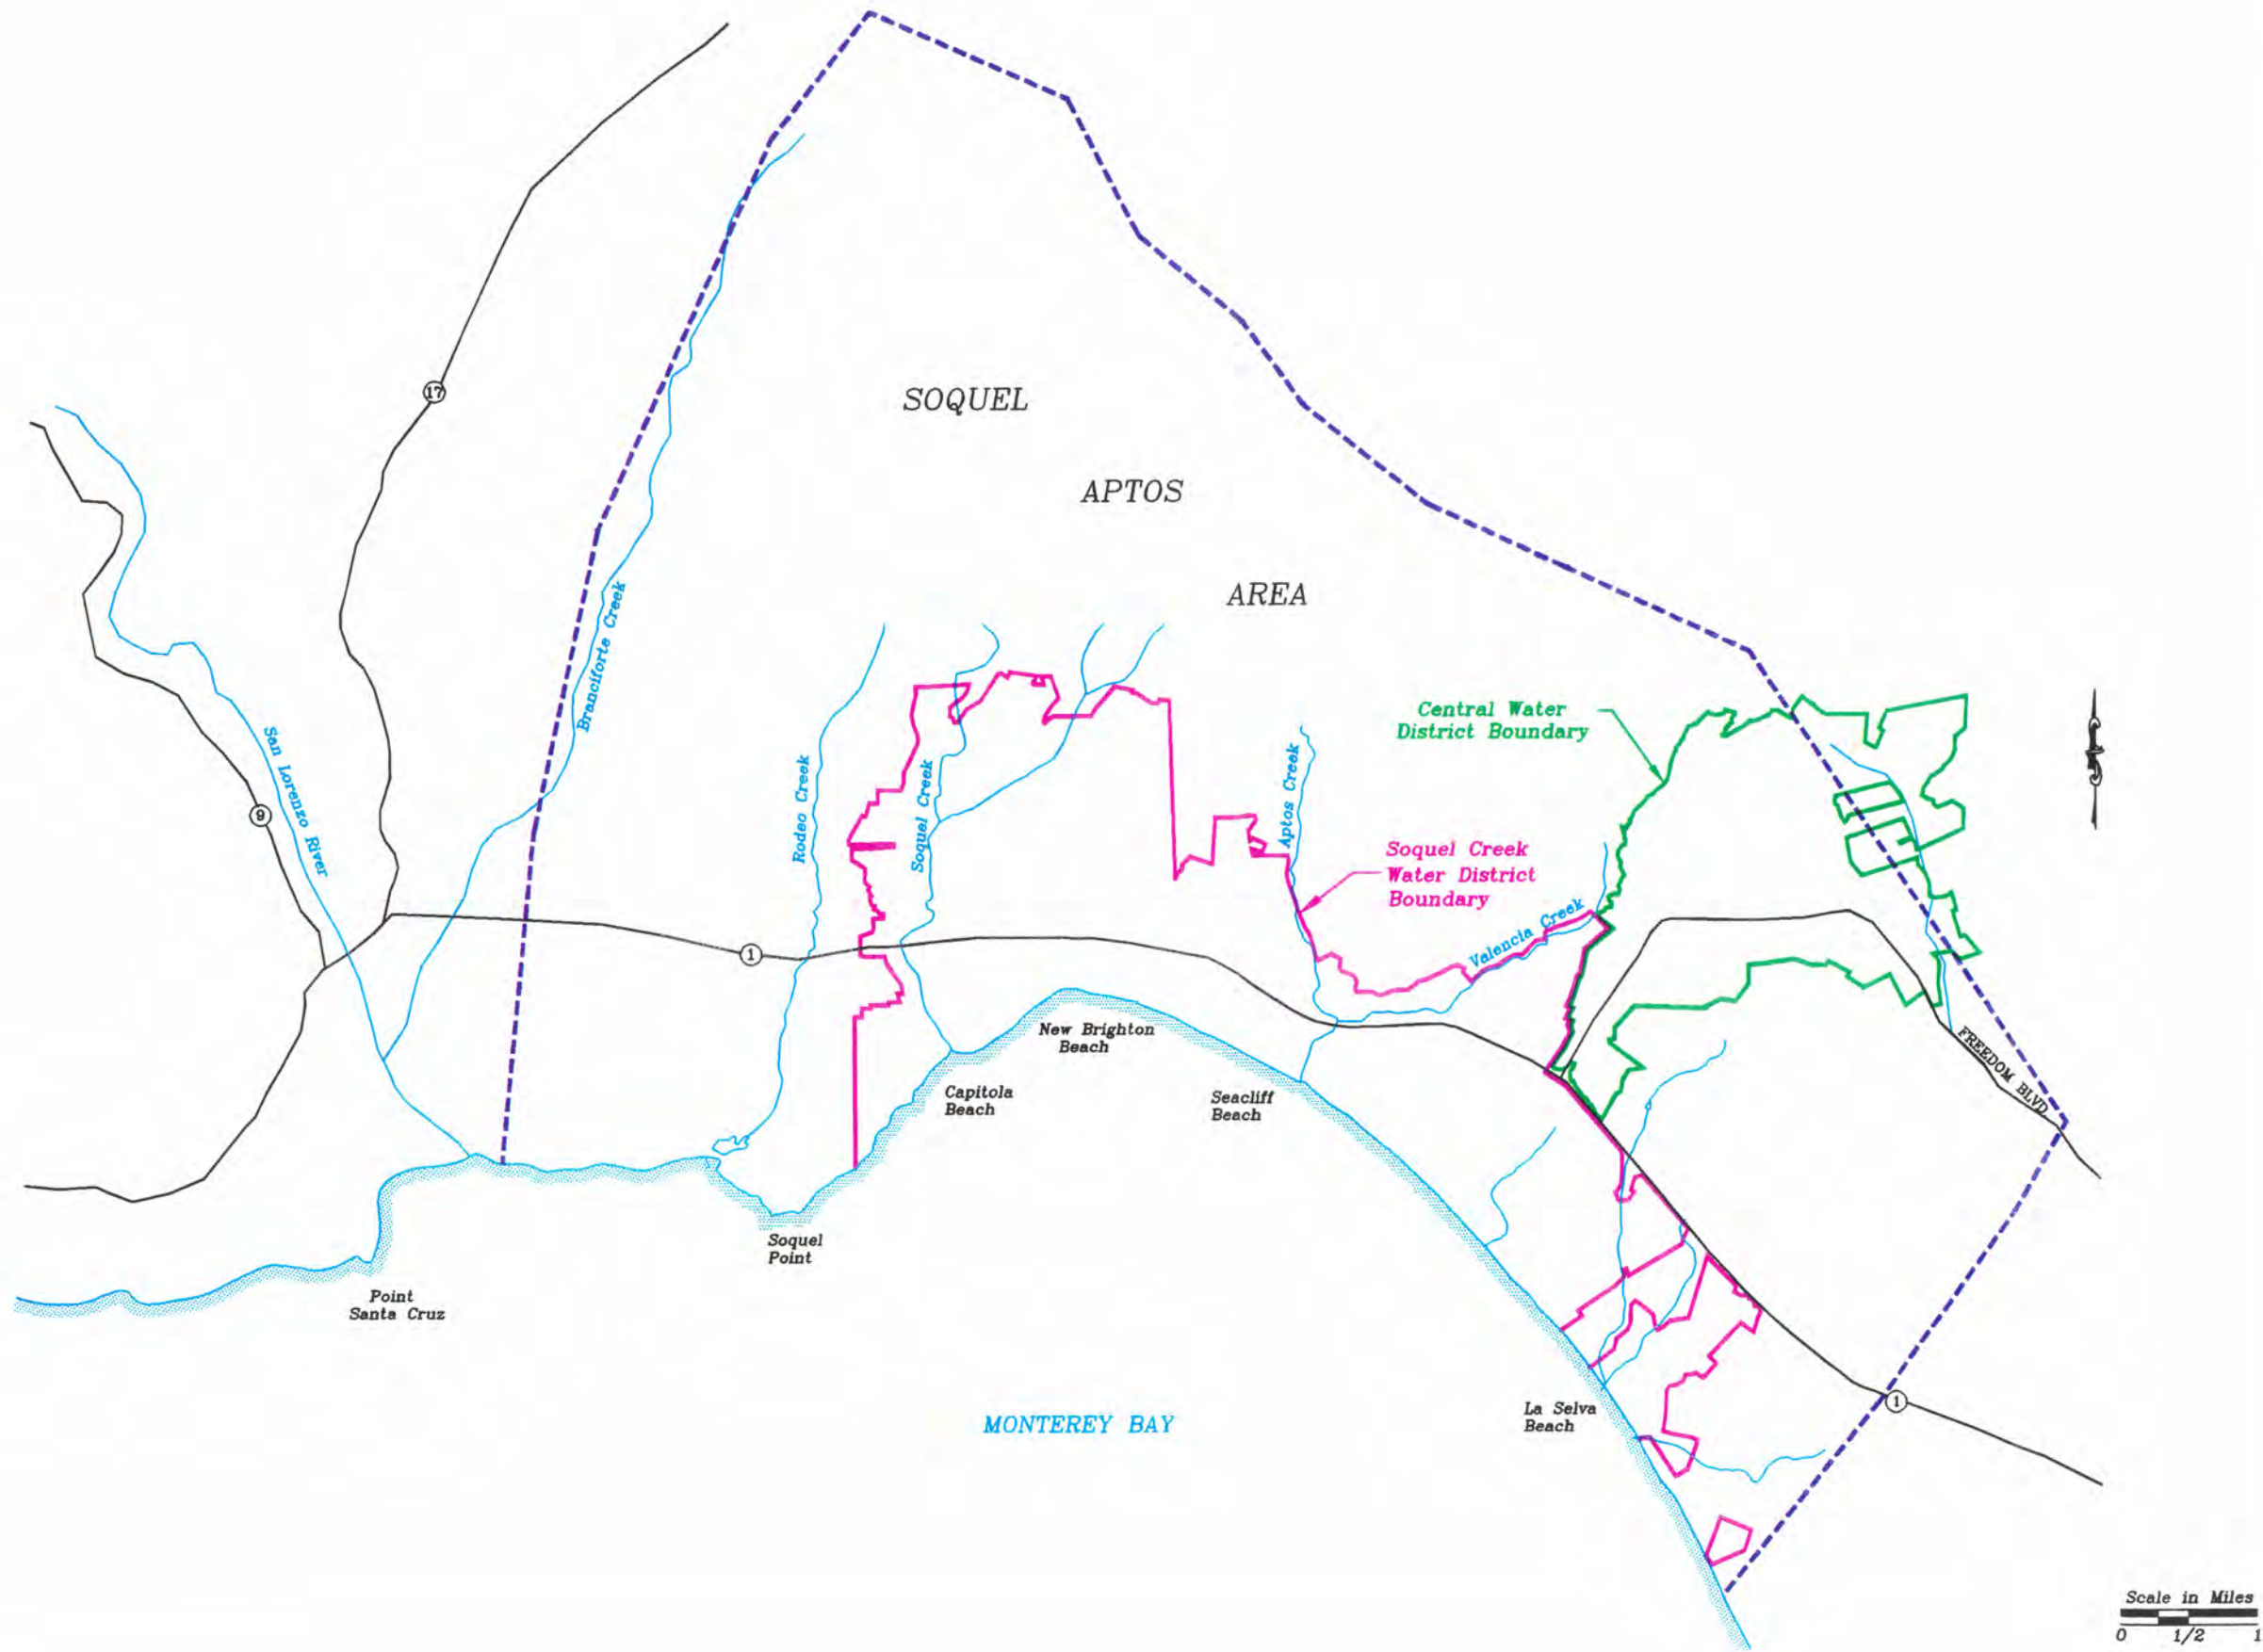 17
SOQUEL
APTOS
AREA
Branciforte Creek
Central Water
District Boundary
San Lorenzo River
Rodeo Creek
Soquel Creek
Aptos Creek
9
Soquel Creek
Water District
Boundary
Valencia Creek
1
New Brighton
Beach
FREEDOM BLVD
Capitola
Beach
Seacliff
Beach
Soquel
Point
Point
Santa Cruz
La Selva
Beach
1
MONTEREY BAY
Scale in Miles
0 1/2 1